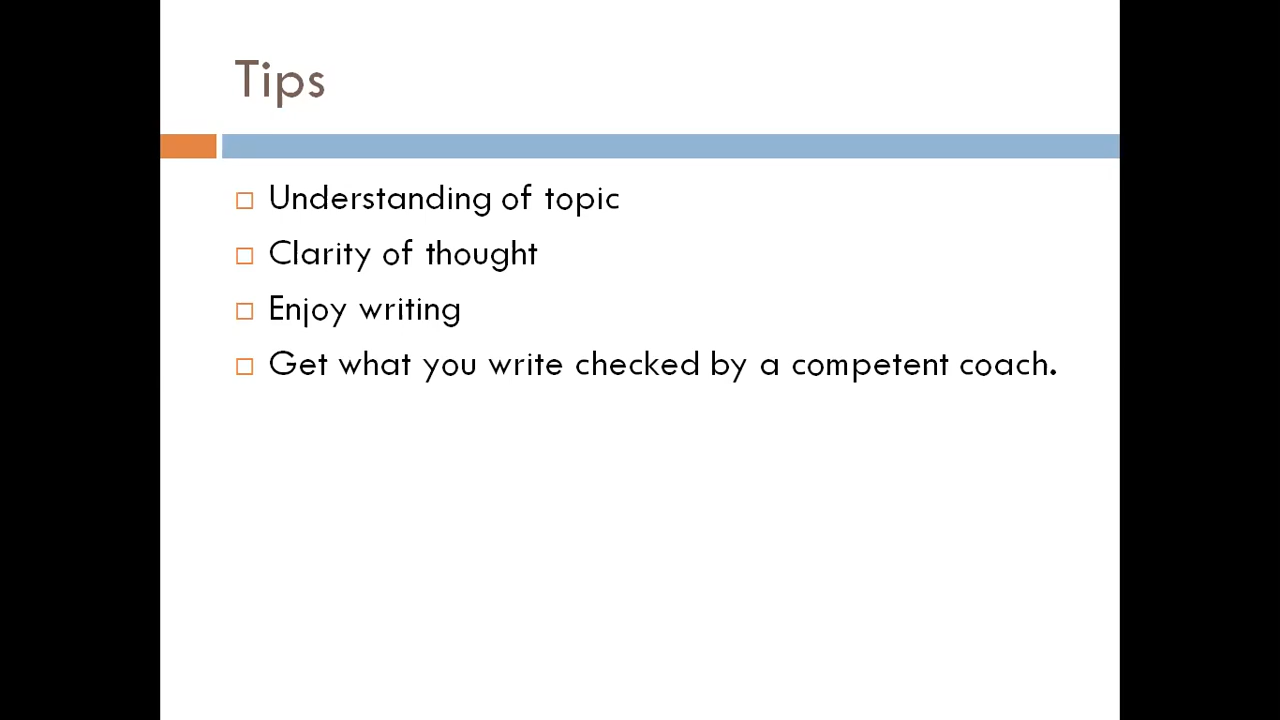 Tips
Understanding of topic
Clarity of thought
Enjoy writing
Get what you write checked by a competent coach.